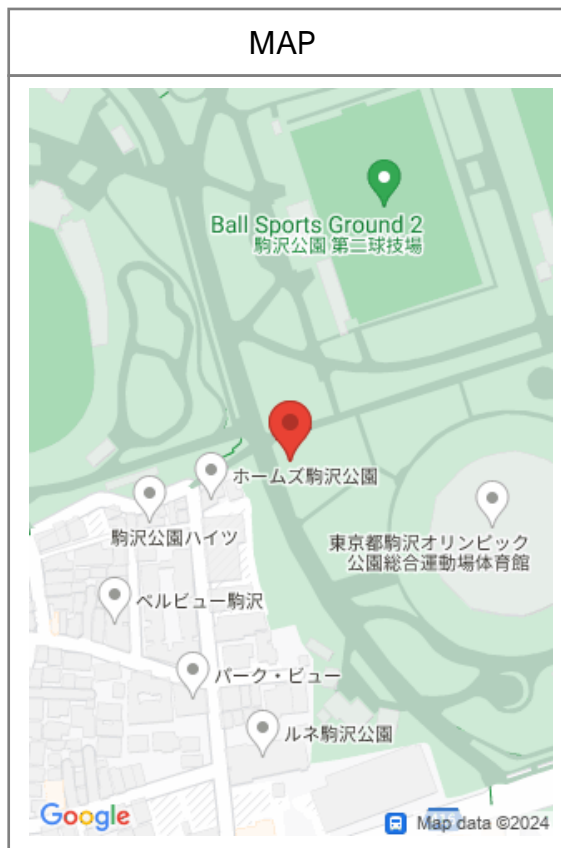 MAP
Ball Sports Ground 2
駒沢公園 第二球技場
ホームズ駒沢公園
駒沢公園ハイツ
東京都駒沢オリンピック
公園総合運動場体育館
ベルビュー駒沢
パーク・ビュー
ルネ駒沢公園
Google
Map data ©2024